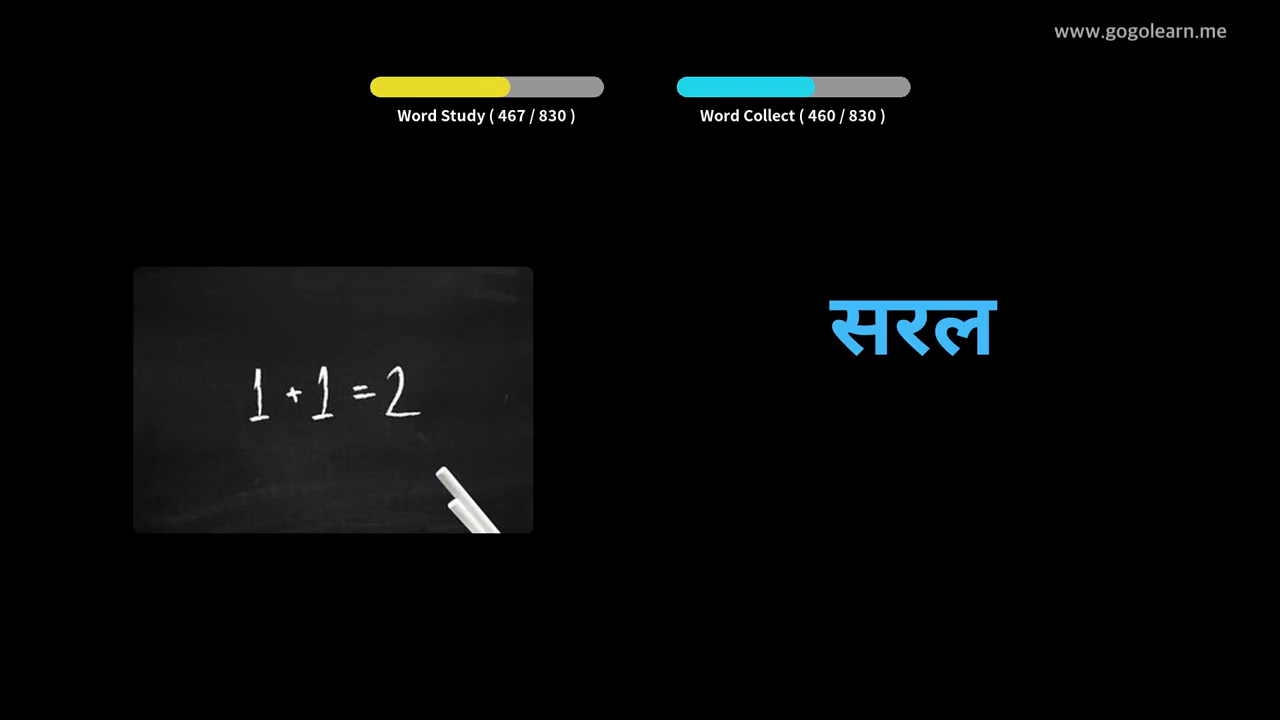 www.gogolearn.me
Word Study ( 467 / 830 )
Word Collect ( 460 / 830 )
1 + 1 = 2
सरल